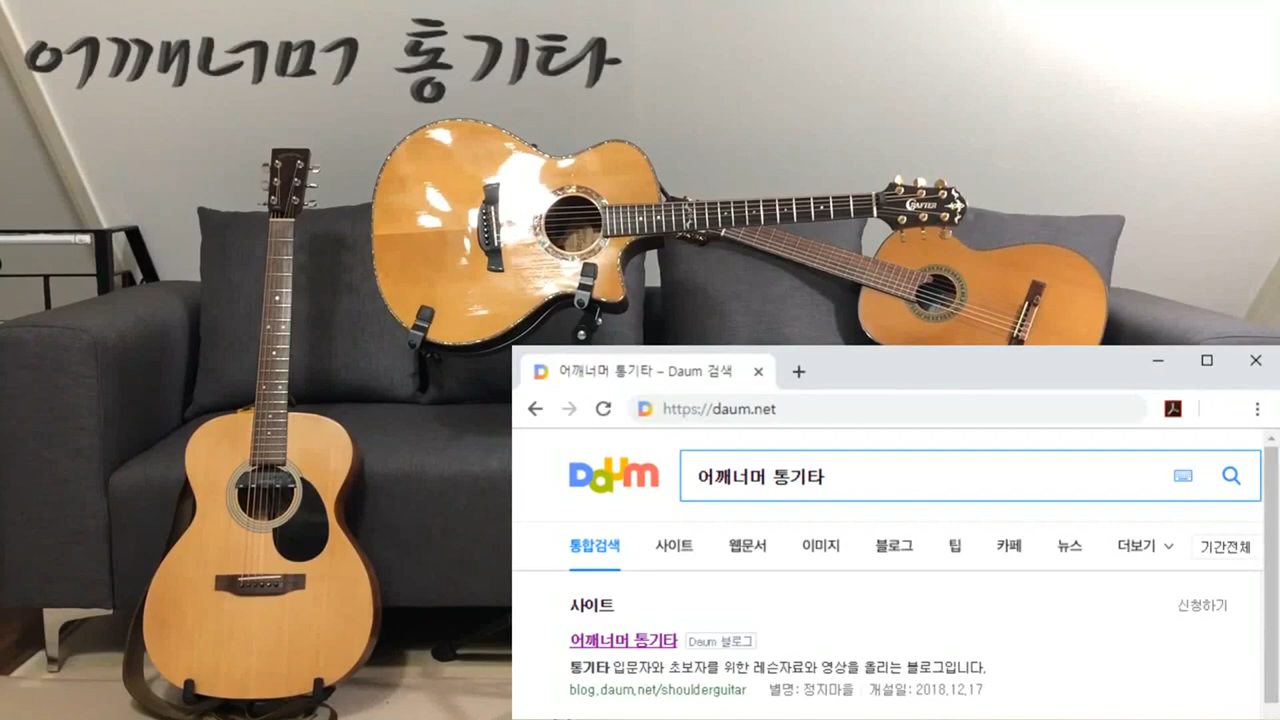 어깨너머 통기타
CRAFTER
어깨너머 통기타 – Daum 검색
https://daum.net
Daum
어깨너머 통기타
통합검색 사이트 웹문서 이미지 블로그 팁 카페 뉴스 더보기 기간전체
사이트 신청하기
어깨너머 통기타 Daum 블로그
통기타 입문자와 초보자를 위한 레슨자료와 영상을 올리는 블로그입니다.
blog.daum.net/shoulderguitar 별명: 정지마을 개설일: 2018.12.17